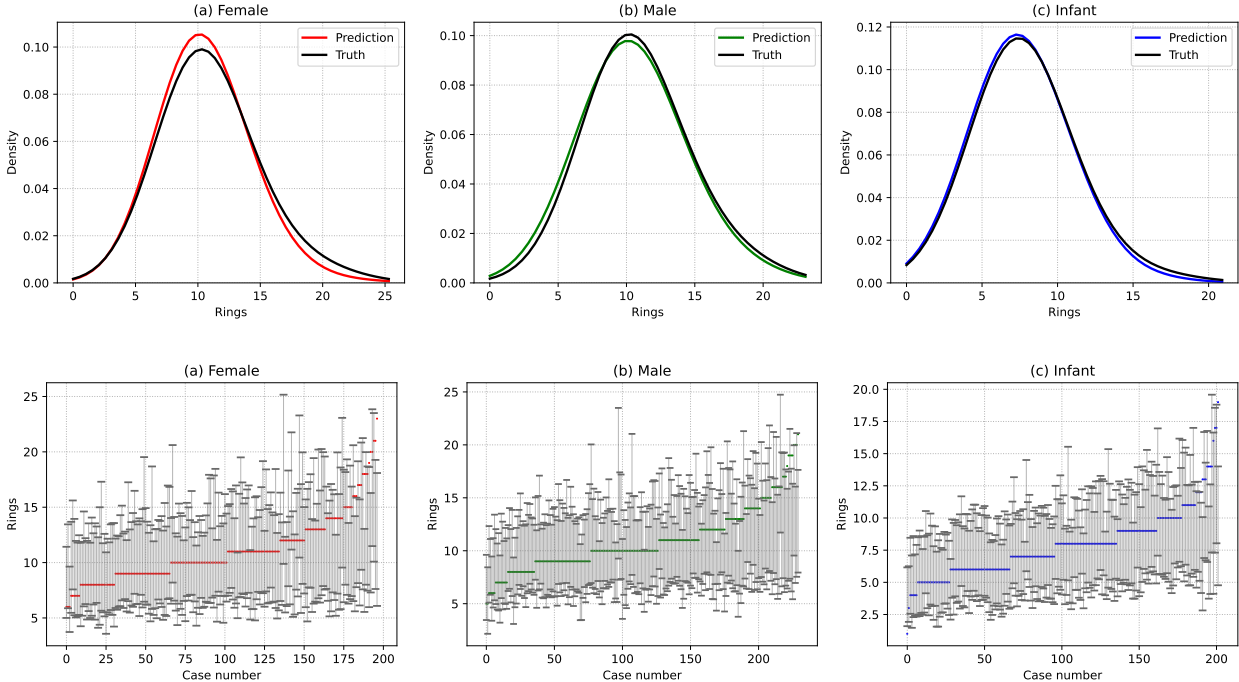 (a) Female
(b) Male
(c) Infant
Prediction
Truth
Prediction
Truth
Prediction
Truth
Density
0.10
0.08
0.06
0.04
0.02
0.00
0 5 10 15 20 25
Rings
Density
0.10
0.08
0.06
0.04
0.02
0.00
0 5 10 15 20
Rings
Density
0.12
0.10
0.08
0.06
0.04
0.02
0.00
0 5 10 15 20
Rings
(a) Female
Rings
25
20
15
10
5
0 25 50 75 100 125 150 175 200
Case number
(b) Male
Rings
25
20
15
10
5
0 50 100 150 200
Case number
(c) Infant
Rings
20.0
17.5
15.0
12.5
10.0
7.5
5.0
2.5
0 50 100 150 200
Case number